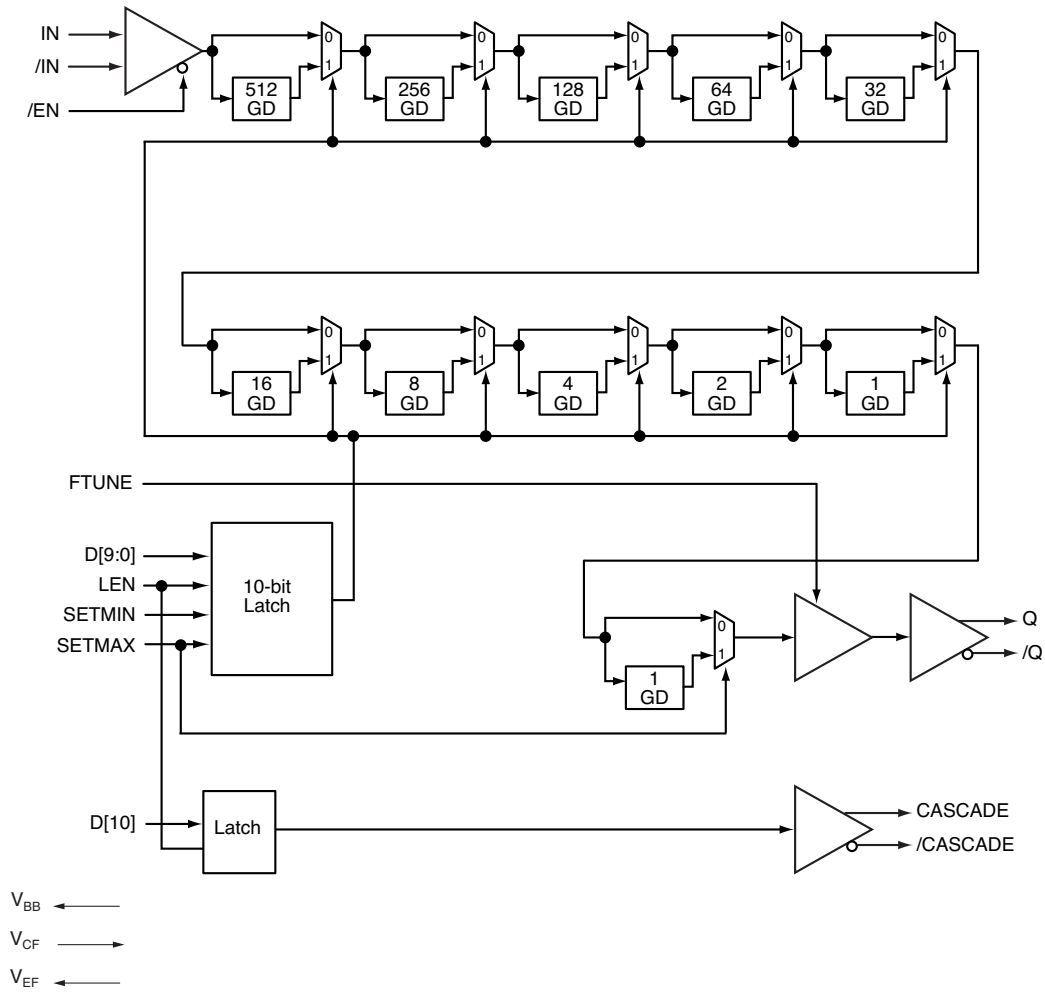 IN
/IN
/EN
0
1
512
GD
0
1
256
GD
0
1
128
GD
0
1
64
GD
0
1
32
GD
0
1
16
GD
0
1
8
GD
0
1
4
GD
0
1
2
GD
0
1
1
GD
FTUNE
D[9:0]
LEN
SETMIN
SETMAX
10-bit
Latch
0
1
1
GD
Q
/Q
D[10]
Latch
CASCADE
/CASCADE
VBB
VCF
VEF